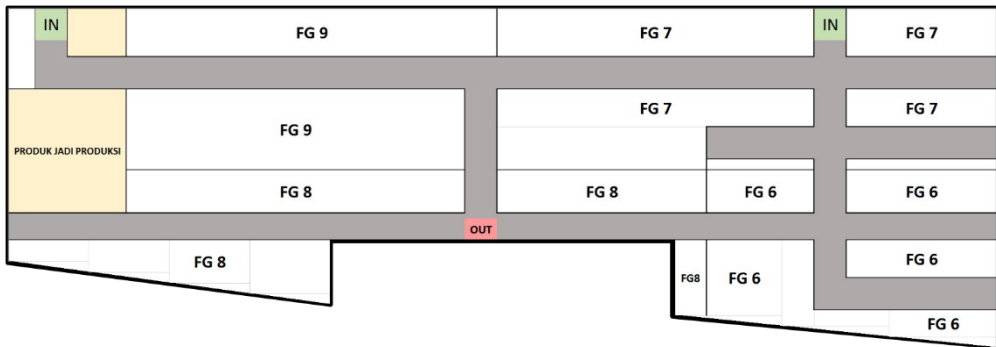 IN
FG 9
FG 7
IN
FG 7
FG 7
FG 7
FG 9
PRODUK JADI PRODUKSI
FG 8
FG 8
FG 6
FG 6
OUT
FG 8
FG8
FG 6
FG 6
FG 6